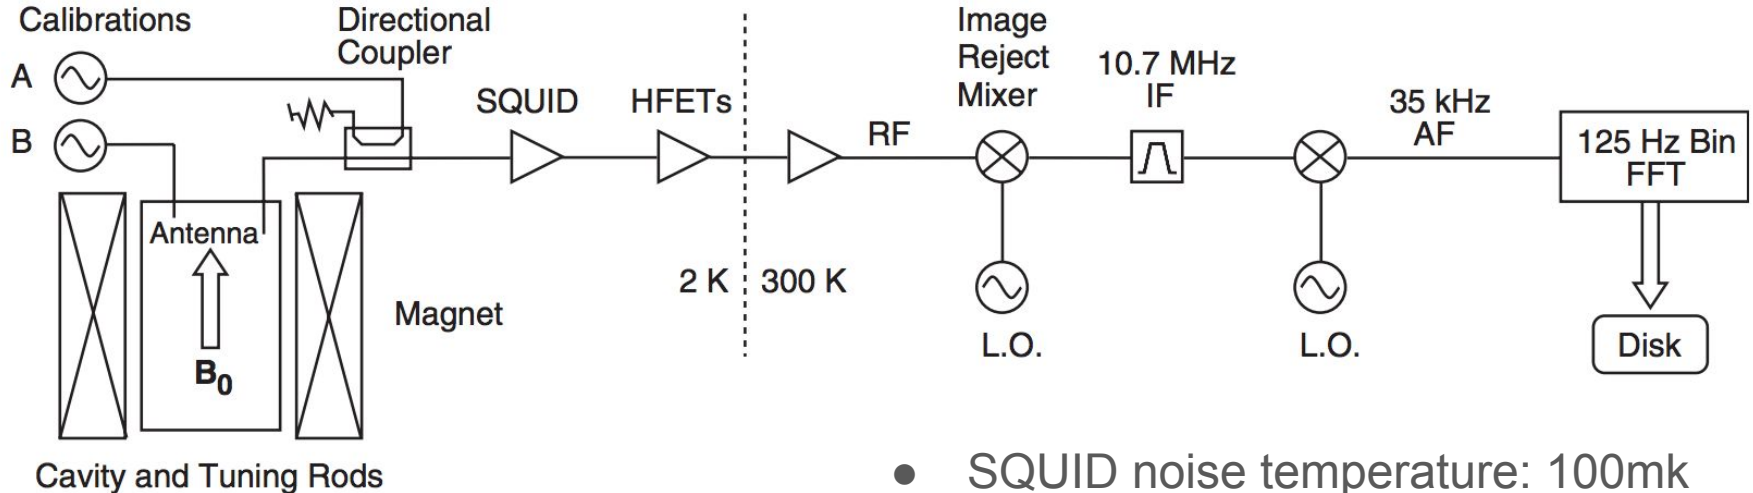 Calibrations
Directional
Coupler
Image
Reject
Mixer
A
B
SQUID
HFETs
RF
10.7 MHz
IF
35 kHz
AF
125 Hz Bin
FFT
Antenna
B0
Magnet
2 K
300 K
L.O.
L.O.
Disk
Cavity and Tuning Rods
● SQUID noise temperature: 100mk